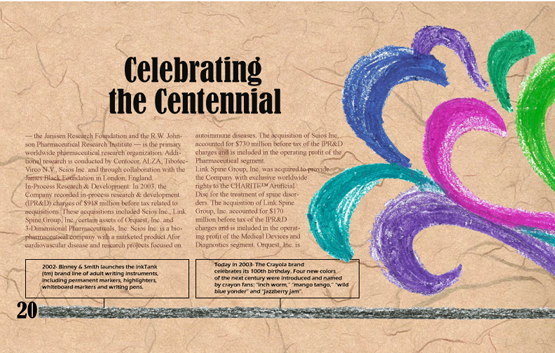 Celebrating
the Centennial
— the Janssen Research Foundation and the R.W. John-
son Pharmaceutical Research Institute — is the primary
worldwide pharmaceutical research organization. Addi-
tional research is conducted by Centocor, ALZA, Tibotec-
Virco N.V., Scios Inc. and through collaboration with the
James Black Foundation in London, England.
In-Process Research & Development In 2003, the
Company recorded in-process research & development
(IPR&D) charges of $918 million before tax related to
acquisitions. These acquisitions included Scios Inc., Link
Spine Group, Inc., certain assets of Orquest, Inc. and
3-Dimensional Pharmaceuticals, Inc. Scios Inc. is a bio-
pharmaceutical company with a marketed product for
cardiovascular disease and research projects focused on
autoimmune diseases. The acquisition of Scios Inc.
accounted for $730 million before tax of the IPR&D
charges and is included in the operating profit of the
Pharmaceutical segment.
Link Spine Group, Inc. was acquired to provide
the Company with exclusive worldwide
rights to the CHARITÉ™ Artificial
Disc for the treatment of spine disor-
ders. The acquisition of Link Spine
Group, Inc. accounted for $170
million before tax of the IPR&D
charges and is included in the operat-
ing profit of the Medical Devices and
Diagnostics segment. Orquest, Inc. is
2002- Binney & Smith launches the InkTank
(tm) brand line of adult writing instruments,
including permanent markers, highlighters,
whiteboard markers and writing pens.
Today in 2003- The Crayola brand
celebrates its 100th birthday. Four new colors,
of the next century were introduced and named
by crayon fans: "inch worm," "mango tango," "wild
blue yonder" and "jazzberry jam".
20